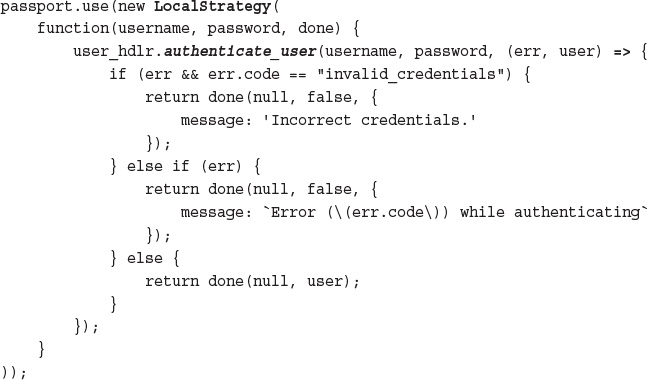 passport.use(new LocalStrategy(
    function(username, password, done) {
        user_hdlr.authenticate_user(username, password, (err, user) => {
            if (err && err.code == "invalid_credentials") {
                return done(null, false, {
                    message: 'Incorrect credentials.'
                });
            } else if (err) {
                return done(null, false, {
                    message: `Error (\(err.code\)) while authenticating`
                });
            } else {
                return done(null, user);
            }
        });
    }
));